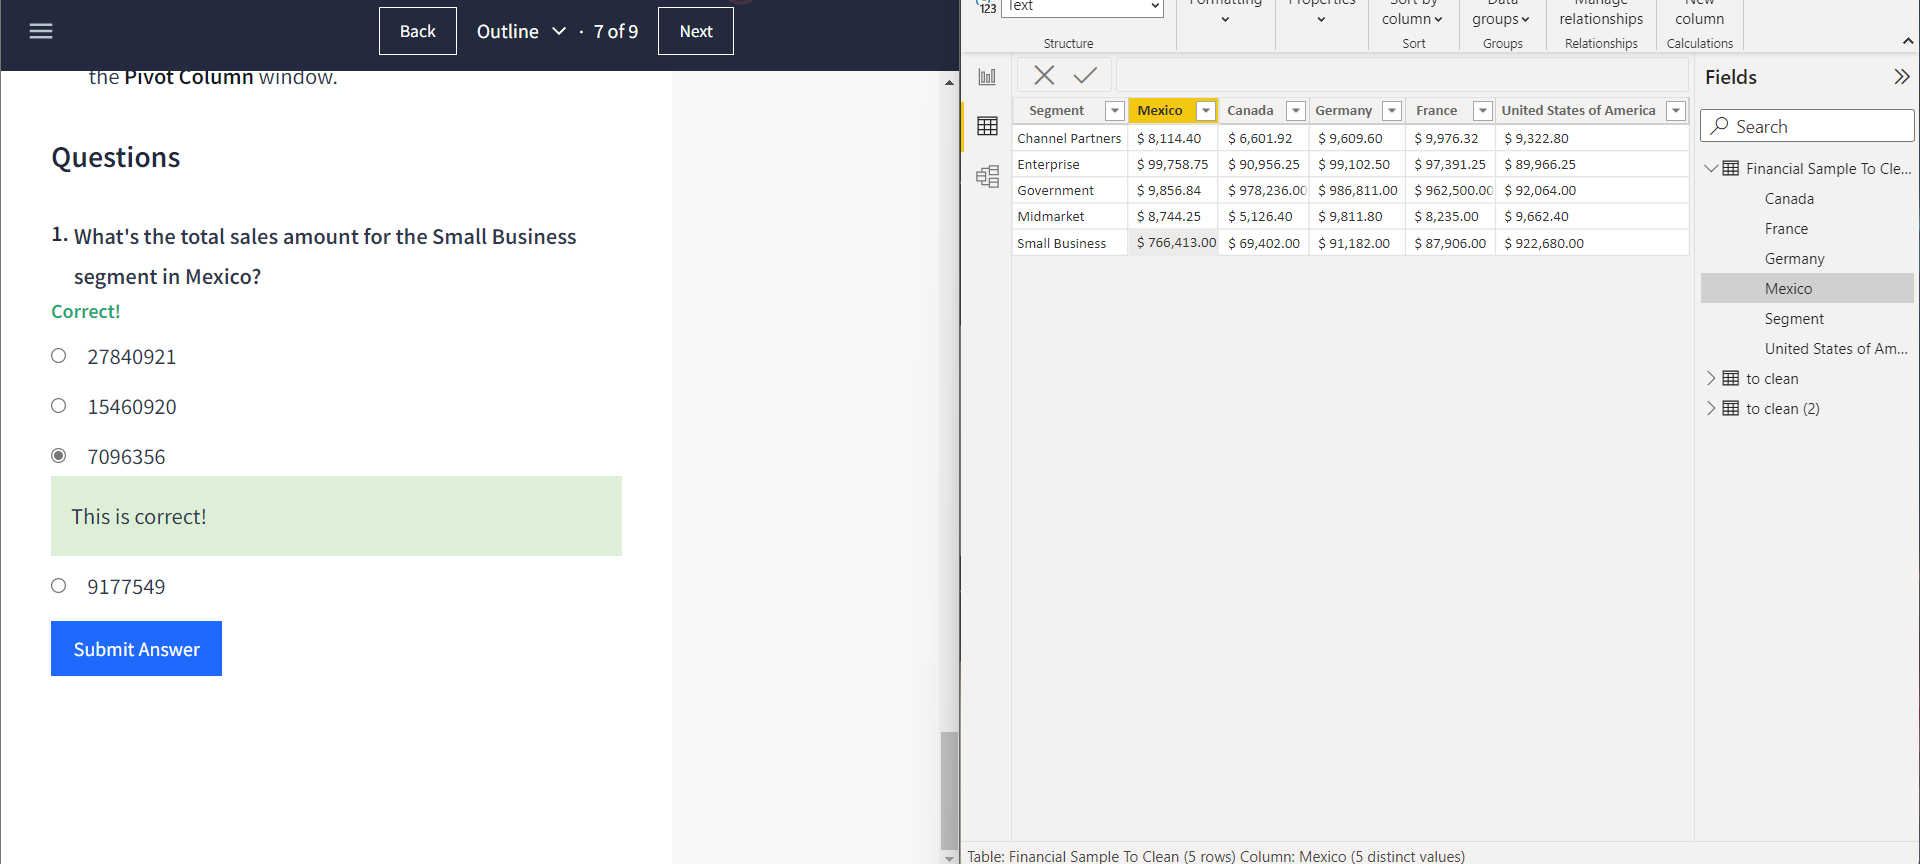 Back
Outline
· 7 of 9
Next
the Pivot Column window.
Questions
1. What's the total sales amount for the Small Business
segment in Mexico?
Correct!
27840921
15460920
7096356
This is correct!
9177549
Submit Answer
123
Text
Formatting
Properties
Sort by
column
Data
groups
Manage
relationships
New
column
Structure
Sort
Groups
Relationships
Calculations
Segment Mexico Canada Germany France United States of America
Channel Partners $ 8,114.40 $ 6,601.92 $ 9,609.60 $ 9,976.32 $ 9,322.80
Enterprise $ 99,758.75 $ 90,956.25 $ 99,102.50 $ 97,391.25 $ 89,966.25
Government $ 9,856.84 $ 978,236.00 $ 986,811.00 $ 962,500.00 $ 92,064.00
Midmarket $ 8,744.25 $ 5,126.40 $ 9,811.80 $ 8,235.00 $ 9,662.40
Small Business $ 766,413.00 $ 69,402.00 $ 91,182.00 $ 87,906.00 $ 922,680.00
Fields
Search
Financial Sample To Cle...
Canada
France
Germany
Mexico
Segment
United States of Am...
to clean
to clean (2)
Table: Financial Sample To Clean (5 rows) Column: Mexico (5 distinct values)